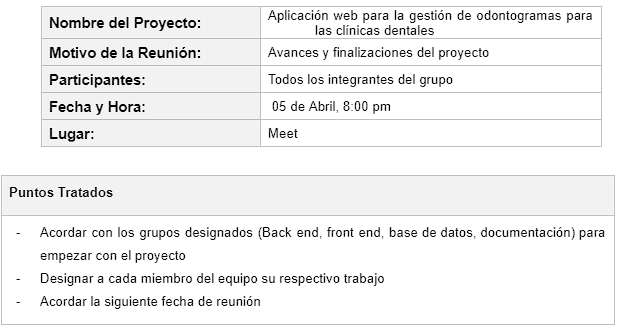 Nombre del Proyecto: Aplicación web para la gestión de odontogramas para
las clínicas dentales
Motivo de la Reunión: Avances y finalizaciones del proyecto
Participantes: Todos los integrantes del grupo
Fecha y Hora: 05 de Abril, 8:00 pm
Lugar: Meet
Puntos Tratados
- Acordar con los grupos designados (Back end, front end, base de datos, documentación) para
empezar con el proyecto
- Designar a cada miembro del equipo su respectivo trabajo
- Acordar la siguiente fecha de reunión